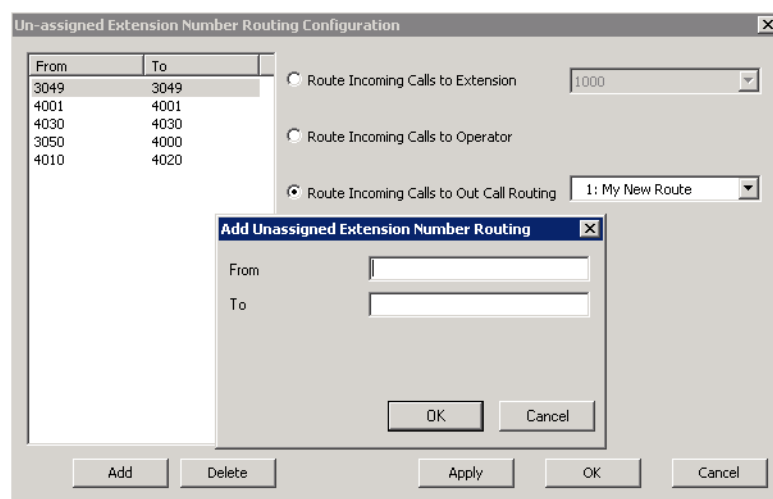 Un-assigned Extension Number Routing Configuration
From To
3049 3049
4001 4001
4030 4030
3050 4000
4010 4020
Route Incoming Calls to Extension 1000
Route Incoming Calls to Operator
Route Incoming Calls to Out Call Routing 1: My New Route
Add Unassigned Extension Number Routing
From
To
OK Cancel
Add Delete Apply OK Cancel